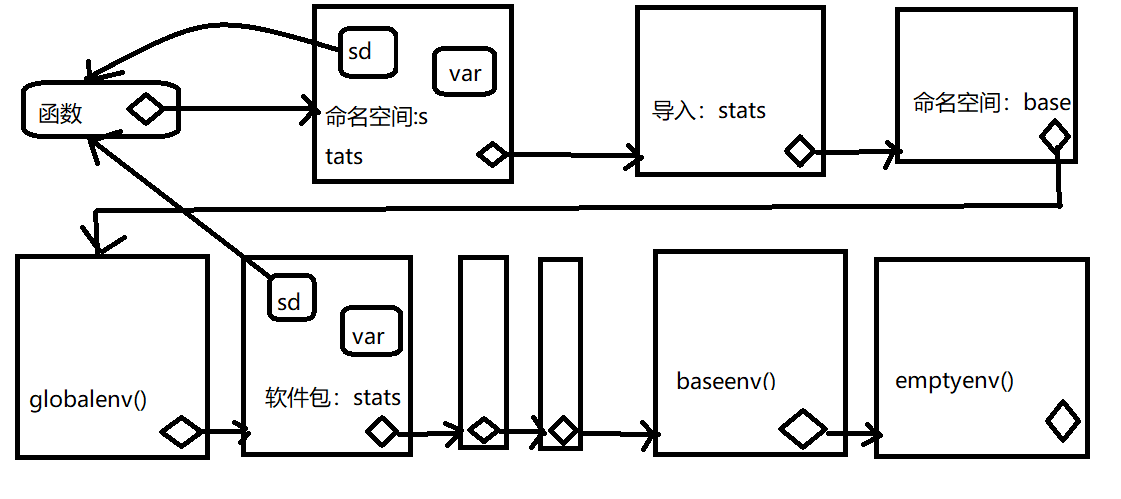 sd
var
函数
命名空间:s
tats
导入：stats
命名空间：base
sd
var
globalenv()
软件包：stats
baseenv()
emptyenv()